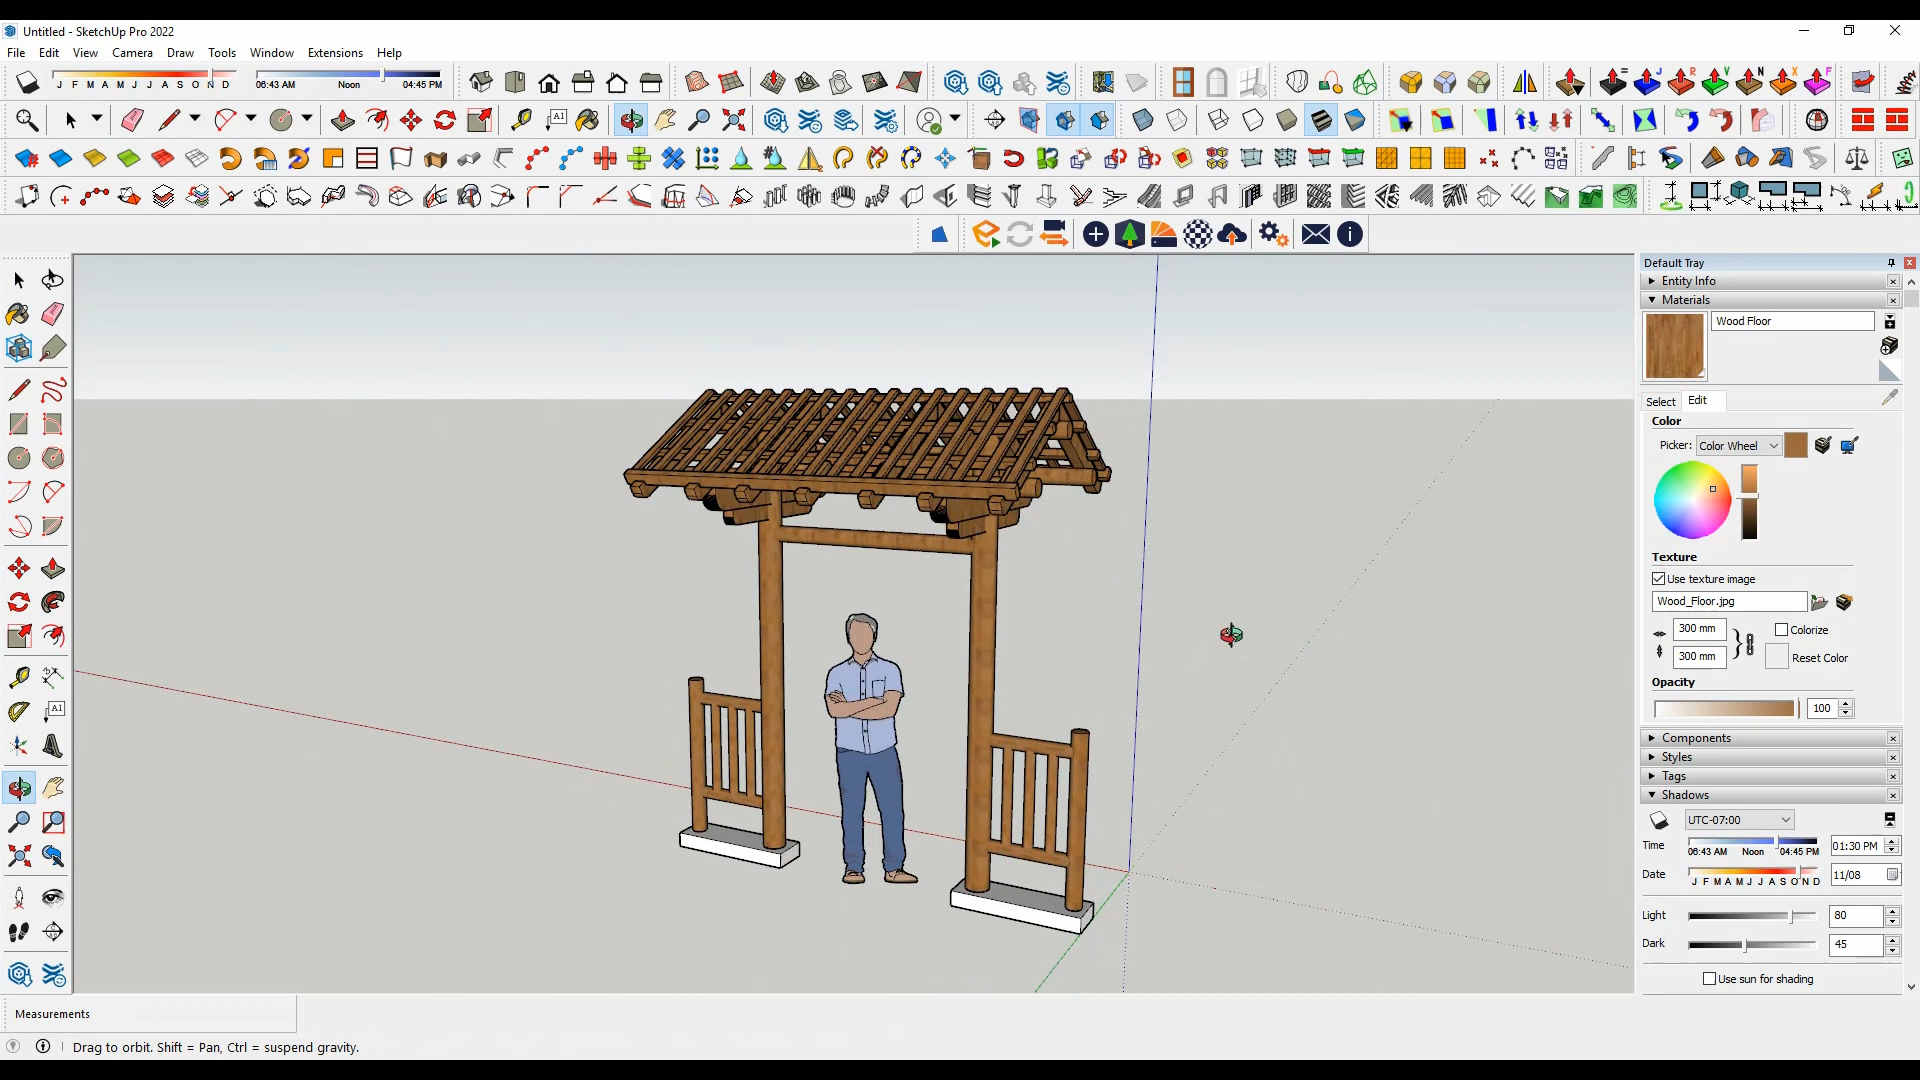 Untitled - SketchUp Pro 2022
File Edit View Camera Draw Tools Window Extensions Help
J F M A M J J A S O N D 06:43 AM Noon 04:45 PM
A1
Default Tray
Entity Info
Materials
Wood Floor
Select Edit
Color
Picker: Color Wheel
Texture
Use texture image
Wood_Floor.jpg
300 mm Colorize
300 mm Reset Color
Opacity
100
A1
Components
Styles
Tags
Shadows
UTC-07:00
Time 06:43 AM Noon 04:45 PM 01:30 PM
Date J F M A M J J A S O N D 11/08
Light 80
Dark 45
Use sun for shading
Measurements
Drag to orbit. Shift = Pan, Ctrl = suspend gravity.